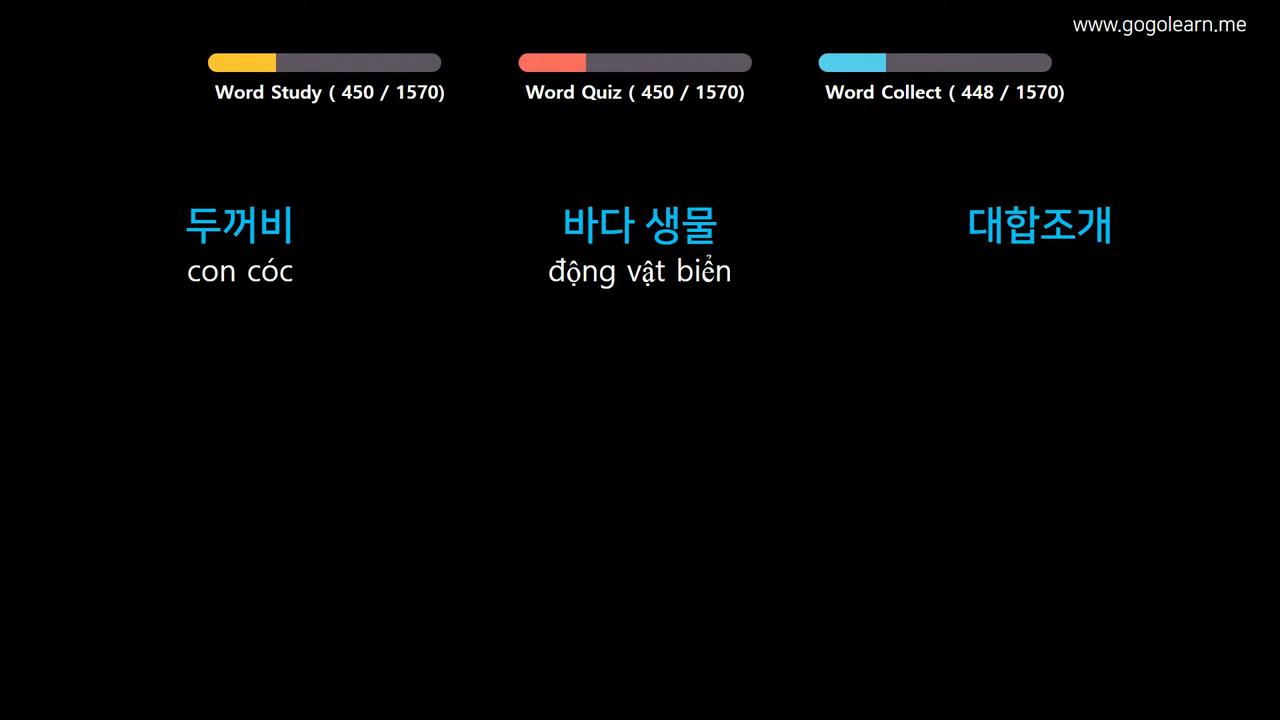 www.gogolearn.me
Word Study ( 450 / 1570)
Word Quiz ( 450 / 1570)
Word Collect ( 448 / 1570)
두꺼비
con cóc
바다 생물
động vật biển
대합조개